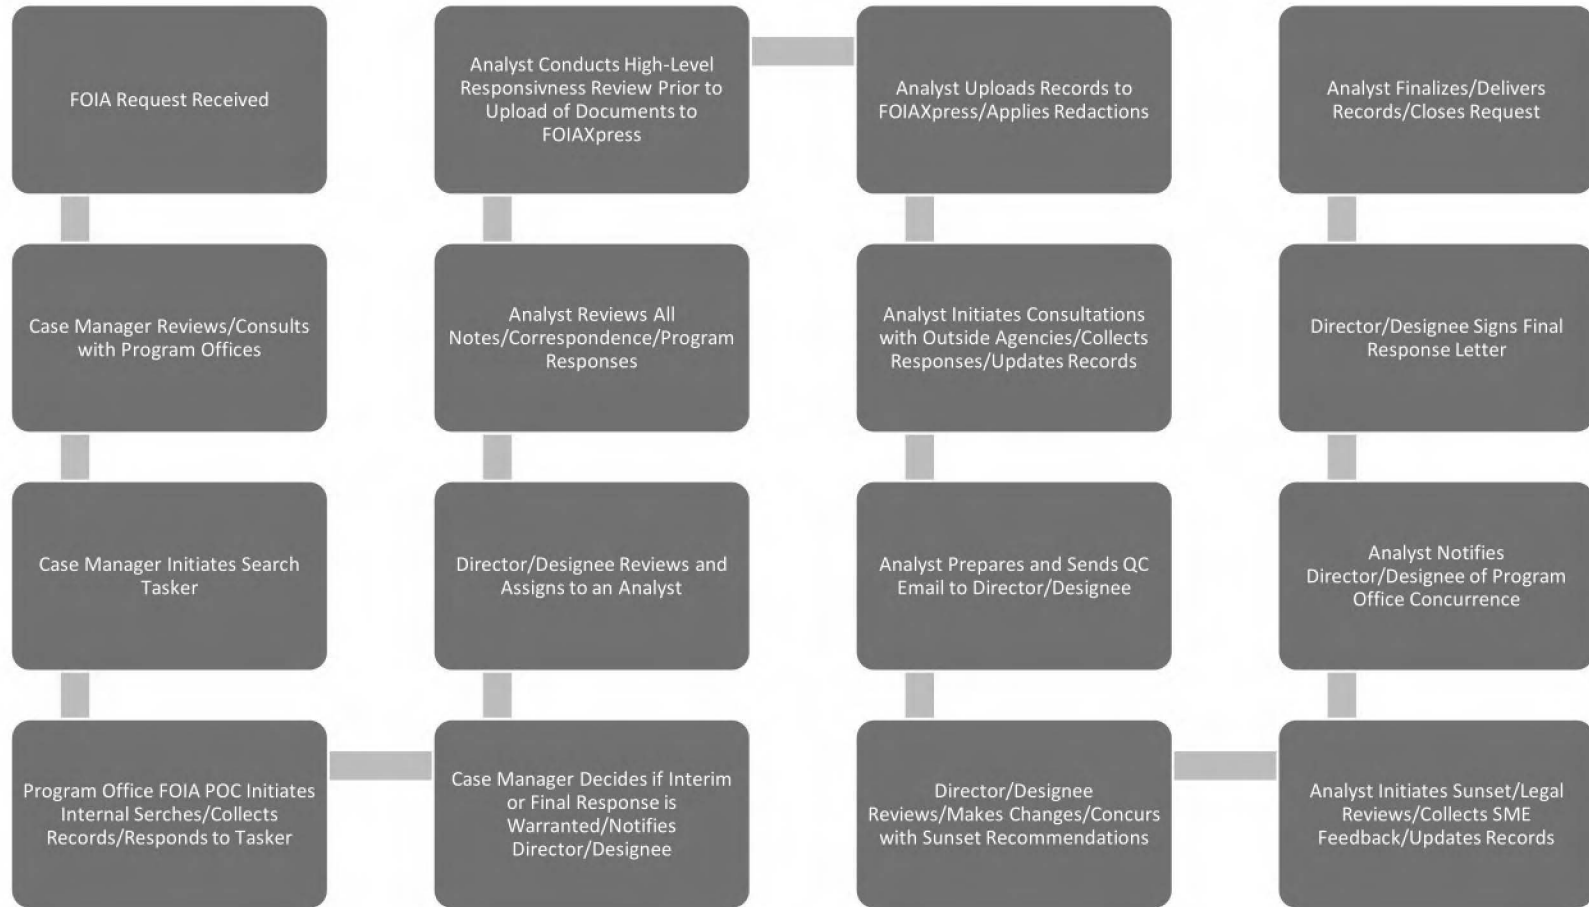 FOIA Request Received
Case Manager Reviews/Consults
with Program Offices
Case Manager Initiates Search
Tasker
Program Office FOIA POC Initiates
Internal Serches/Collects
Records/Responds to Tasker
Case Manager Decides if Interim
or Final Response is
Warranted/Notifies
Director/Designee
Director/Designee Reviews and
Assigns to an Analyst
Analyst Reviews All
Notes/Correspondence/Program
Responses
Analyst Conducts High-Level
Responsivness Review Prior to
Upload of Documents to
FOIAXpress
Analyst Uploads Records to
FOIAXpress/Applies Redactions
Analyst Initiates Consultations
with Outside Agencies/Collects
Responses/Updates Records
Analyst Prepares and Sends QC
Email to Director/Designee
Director/Designee
Reviews/Makes Changes/Concurs
with Sunset Recommendations
Analyst Initiates Sunset/Legal
Reviews/Collects SME
Feedback/Updates Records
Analyst Notifies
Director/Designee of Program
Office Concurrence
Director/Designee Signs Final
Response Letter
Analyst Finalizes/Delivers
Records/Closes Request